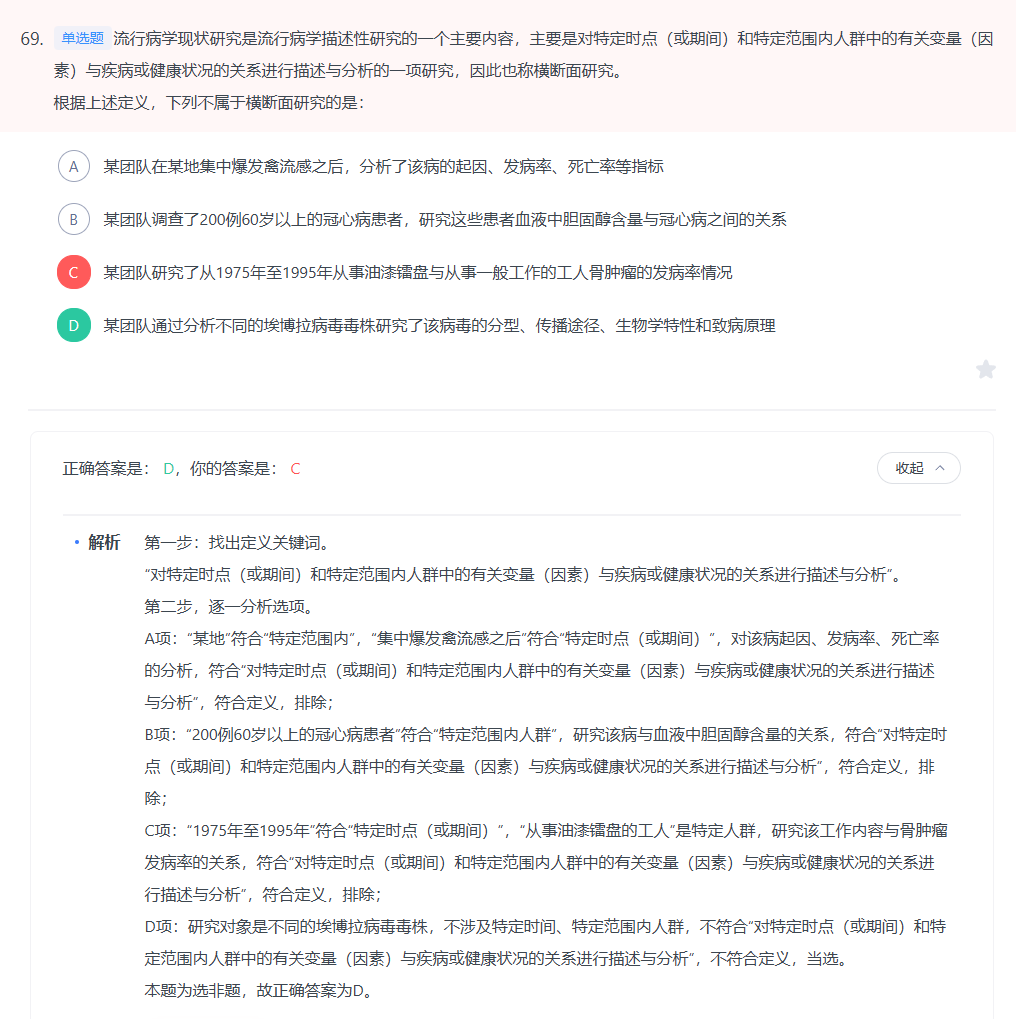 69. 单选题 流行病学现状研究是流行病学描述性研究的一个主要内容，主要是对特定时点（或期间）和特定范围内人群中的有关变量（因
素）与疾病或健康状况的关系进行描述与分析的一项研究，因此也称横断面研究。
根据上述定义，下列不属于横断面研究的是：
A 某团队在某地集中爆发禽流感之后，分析了该病的起因、发病率、死亡率等指标
B 某团队调查了200例60岁以上的冠心病患者，研究这些患者血液中胆固醇含量与冠心病之间的关系
C 某团队研究了从1975年至1995年从事油漆镭盘与从事一般工作的工人骨肿瘤的发病率情况
D 某团队通过分析不同的埃博拉病毒毒株研究了该病毒的分型、传播途径、生物学特性和致病原理
正确答案是： D，你的答案是： C
收起
解析 第一步：找出定义关键词。
“对特定时点（或期间）和特定范围内人群中的有关变量（因素）与疾病或健康状况的关系进行描述与分析”。
第二步，逐一分析选项。
A项：“某地”符合“特定范围内”，“集中爆发禽流感之后”符合“特定时点（或期间）”，对该病起因、发病率、死亡率
的分析，符合“对特定时点（或期间）和特定范围内人群中的有关变量（因素）与疾病或健康状况的关系进行描述
与分析”，符合定义，排除；
B项：“200例60岁以上的冠心病患者”符合“特定范围内人群”，研究该病与血液中胆固醇含量的关系，符合“对特定时
点（或期间）和特定范围内人群中的有关变量（因素）与疾病或健康状况的关系进行描述与分析”，符合定义，排
除；
C项：“1975年至1995年”符合“特定时点（或期间）”，“从事油漆镭盘的工人”是特定人群，研究该工作内容与骨肿瘤
发病率的关系，符合“对特定时点（或期间）和特定范围内人群中的有关变量（因素）与疾病或健康状况的关系进
行描述与分析”，符合定义，排除；
D项：研究对象是不同的埃博拉病毒毒株，不涉及特定时间、特定范围内人群，不符合“对特定时点（或期间）和特
定范围内人群中的有关变量（因素）与疾病或健康状况的关系进行描述与分析”，不符合定义，当选。
本题为选非题，故正确答案为D。